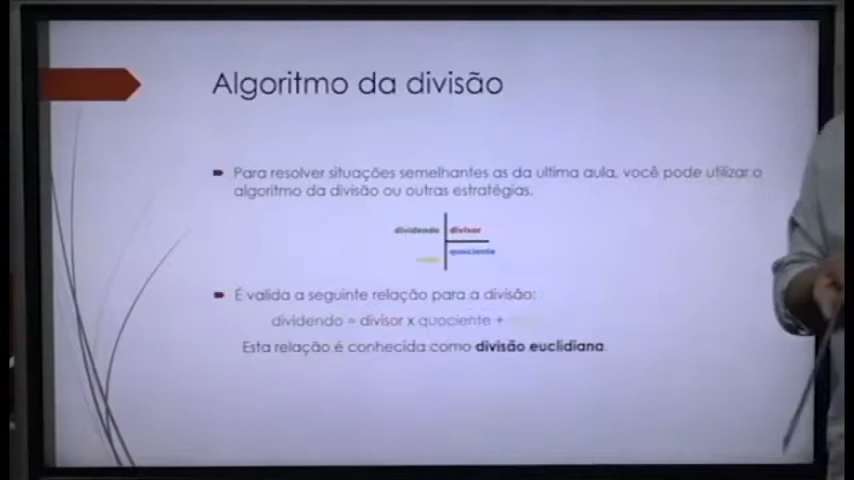 Algoritmo da divisão
Para resolver situações semelhantes as da ultima aula, você pode utilizar o
algoritmo da divisão ou outras estratégias.
dividendo divisor
quociente
É valida a seguinte relação para a divisão:
dividendo = divisor x quociente +
Esta relação é conhecida como divisão euclidiana.